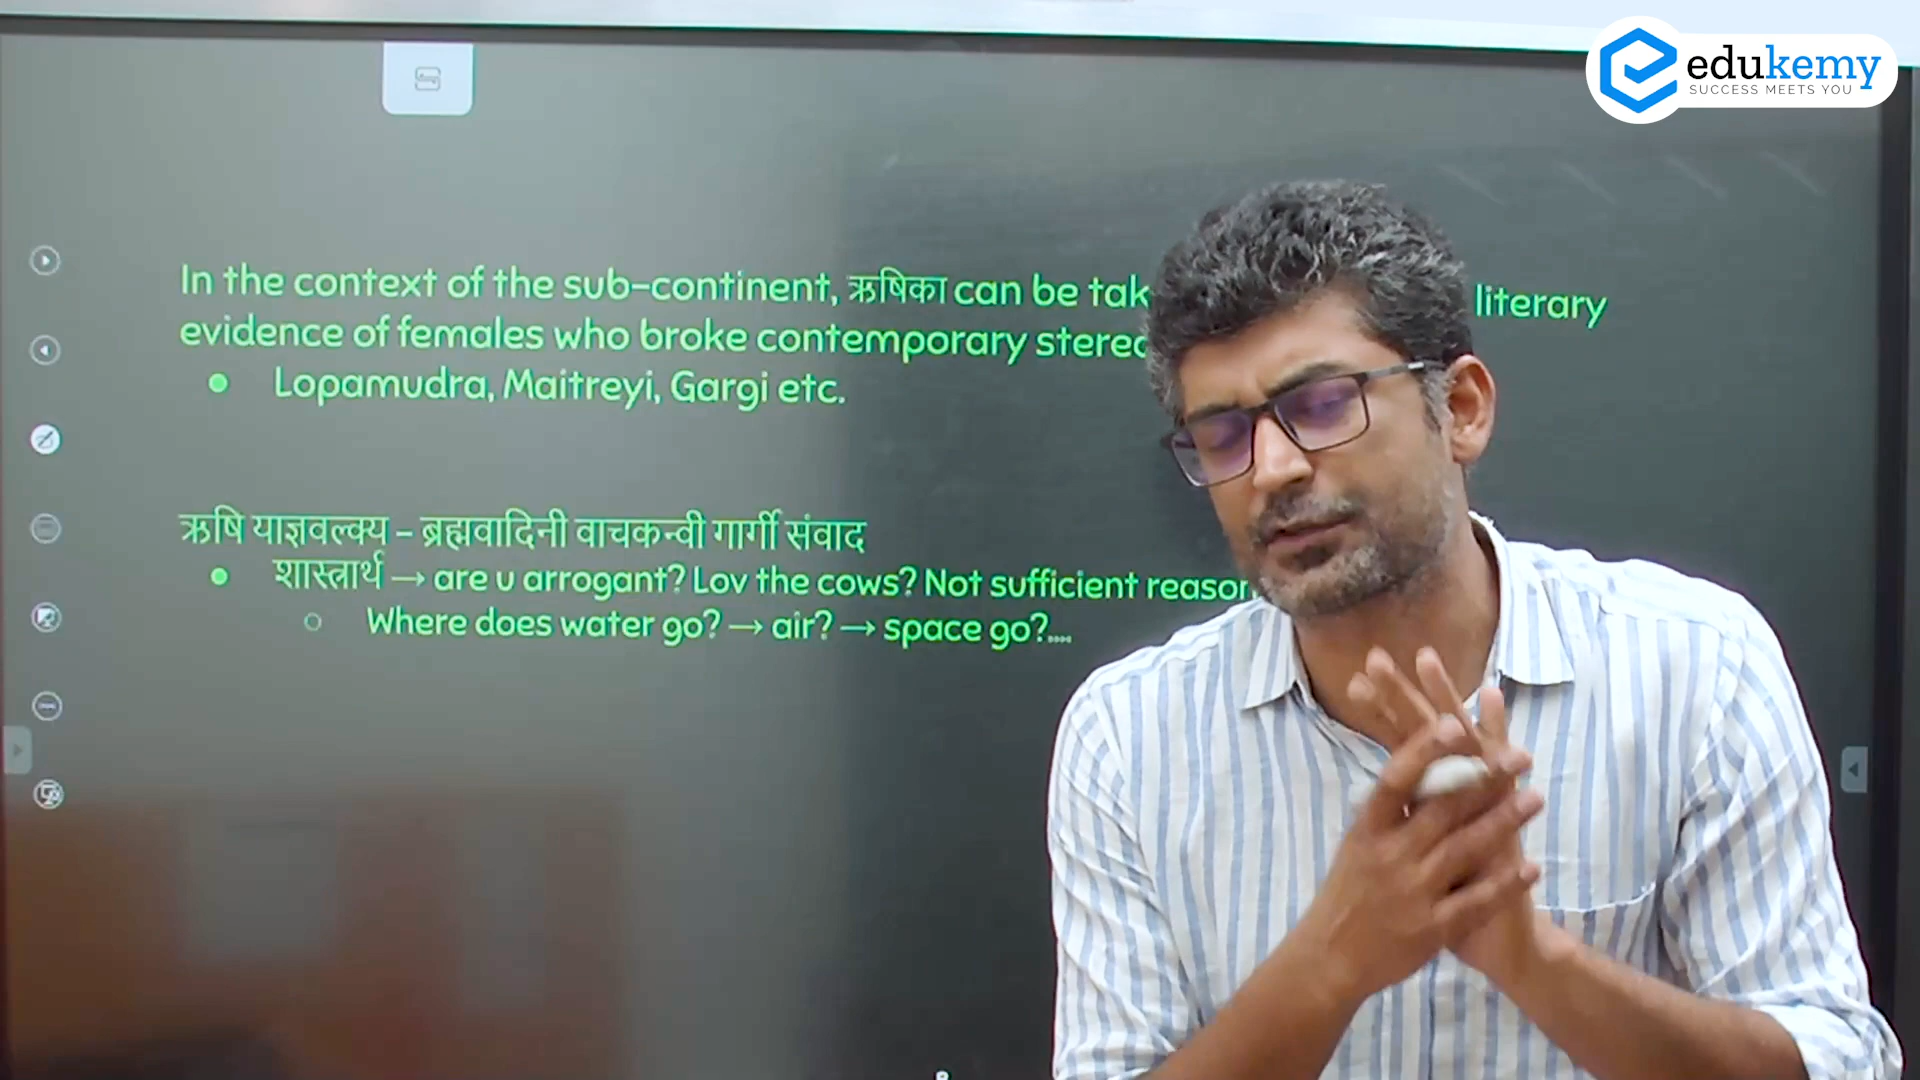 edukemy
SUCCESS MEETS YOU
In the context of the sub-continent, ऋषिका can be tak literary
evidence of females who broke contemporary stereo
• Lopamudra, Maitreyi, Gargi etc.
ऋषि याज्ञवल्क्य – ब्रह्मवादिनी वाचकन्वी गार्गी संवाद
• शास्त्रार्थ → are u arrogant? Lov the cows? Not sufficient reason
○ Where does water go? → air? → space go?....